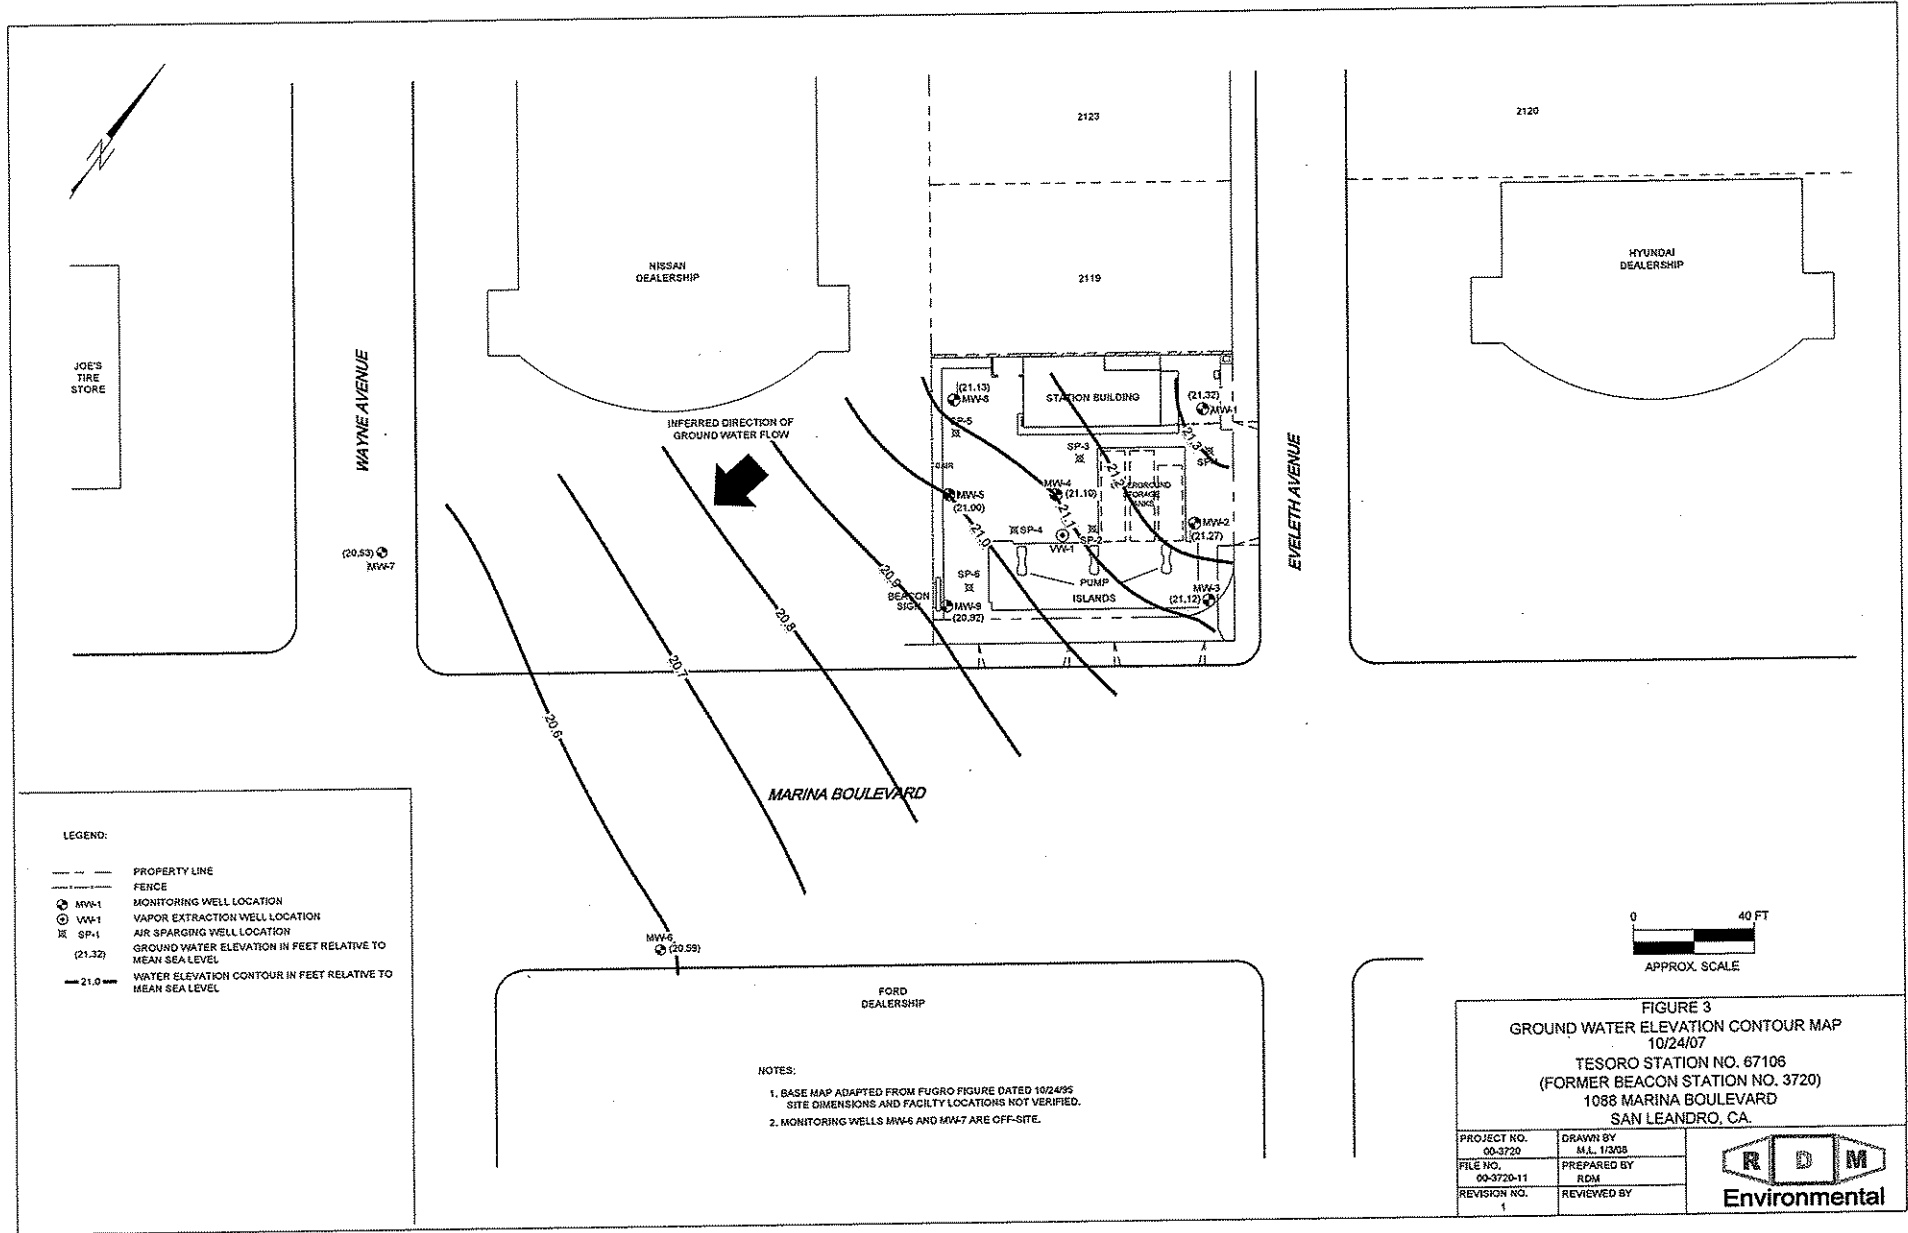 2123
2120
N
NISSAN
DEALERSHIP
HYUNDAI
DEALERSHIP
2119
JOE'S
TIRE
STORE
WAYNE AVENUE
(21.13)
MW-8
SP-5
STATION BUILDING
(21.32)
MW-1
INFERRED DIRECTION OF
GROUND WATER FLOW
21.3
SP-3
21.2
MW-4
(21.10)
MW-5
(21.00)
STORAGE
21.1
SP-4
VW-1
SP-2
MW-2
(21.27)
EVELETH AVENUE
21.0
(20.53)
MW-7
20.9
SP-6
BEACON
SIGN
MW-9
(20.92)
PUMP
ISLANDS
MW-3
(21.12)
20.8
20.7
20.6
MARINA BOULEVARD
LEGEND:
PROPERTY LINE
FENCE
MW-1 MONITORING WELL LOCATION
VW-1 VAPOR EXTRACTION WELL LOCATION
SP-1 AIR SPARGING WELL LOCATION
(21.32) GROUND WATER ELEVATION IN FEET RELATIVE TO
MEAN SEA LEVEL
21.0 WATER ELEVATION CONTOUR IN FEET RELATIVE TO
MEAN SEA LEVEL
MW-6
(20.59)
FORD
DEALERSHIP
0 40 FT
APPROX. SCALE
NOTES:
1. BASE MAP ADAPTED FROM FUGRO FIGURE DATED 10/24/95
SITE DIMENSIONS AND FACILTY LOCATIONS NOT VERIFIED.
2. MONITORING WELLS MW-6 AND MW-7 ARE OFF-SITE.
FIGURE 3
GROUND WATER ELEVATION CONTOUR MAP
10/24/07
TESORO STATION NO. 67106
(FORMER BEACON STATION NO. 3720)
1088 MARINA BOULEVARD
SAN LEANDRO, CA.
PROJECT NO.
00-3720
DRAWN BY
M.L. 1/3/08
FILE NO.
00-3720-11
PREPARED BY
RDM
REVISION NO.
1
REVIEWED BY
RDM
Environmental